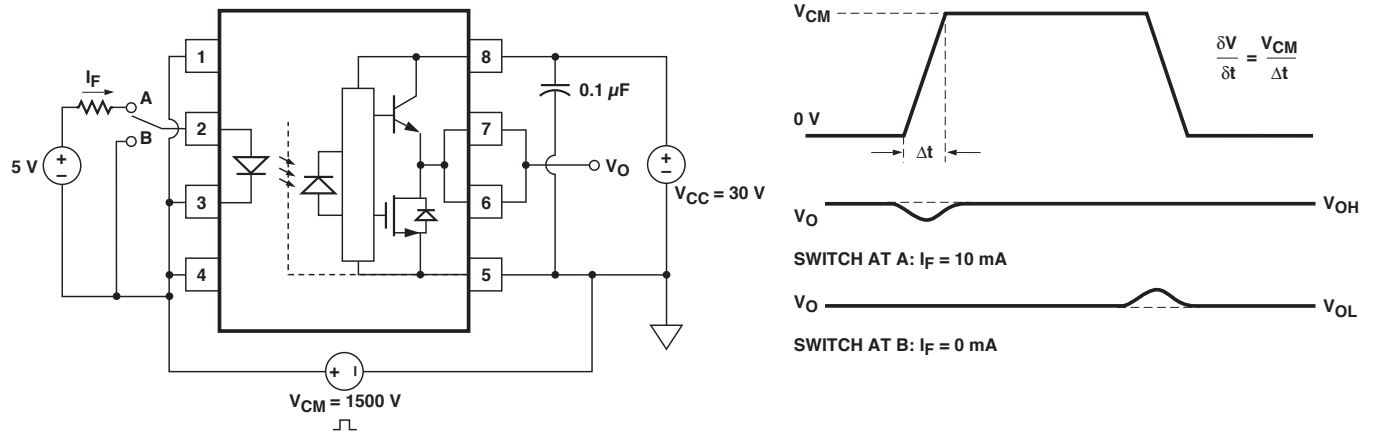 I_F
A
B
5 V
+
–
1
2
3
4
8
7
6
5
0.1 µF
V_O
+
–
V_CC = 30 V
+ –
V_CM = 1500 V
V_CM
0 V
Δt
δV/δt = V_CM/Δt
V_O
V_OH
SWITCH AT A: I_F = 10 mA
V_O
V_OL
SWITCH AT B: I_F = 0 mA